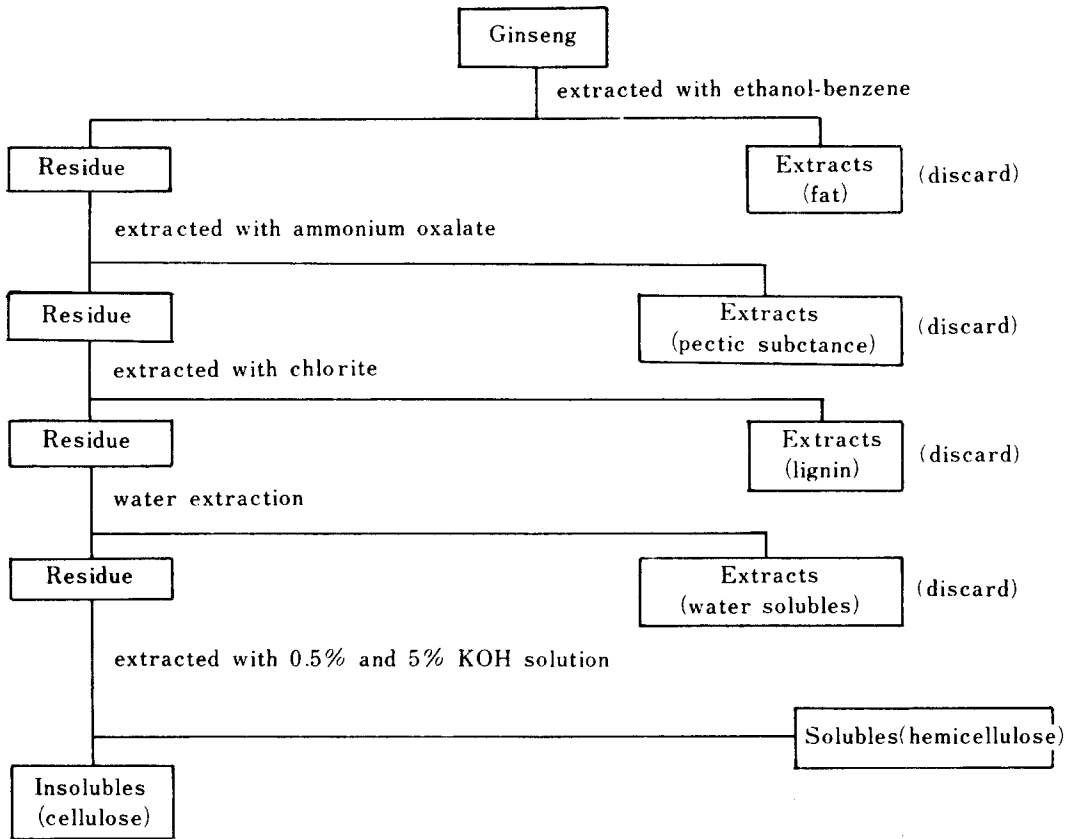 Ginseng
extracted with ethanol-benzene
Residue
Extracts
(fat)
(discard)
extracted with ammonium oxalate
Residue
Extracts
(pectic subctance)
(discard)
extracted with chlorite
Residue
Extracts
(lignin)
(discard)
water extraction
Residue
Extracts
(water solubles)
(discard)
extracted with 0.5% and 5% KOH solution
Solubles(hemicellulose)
Insolubles
(cellulose)